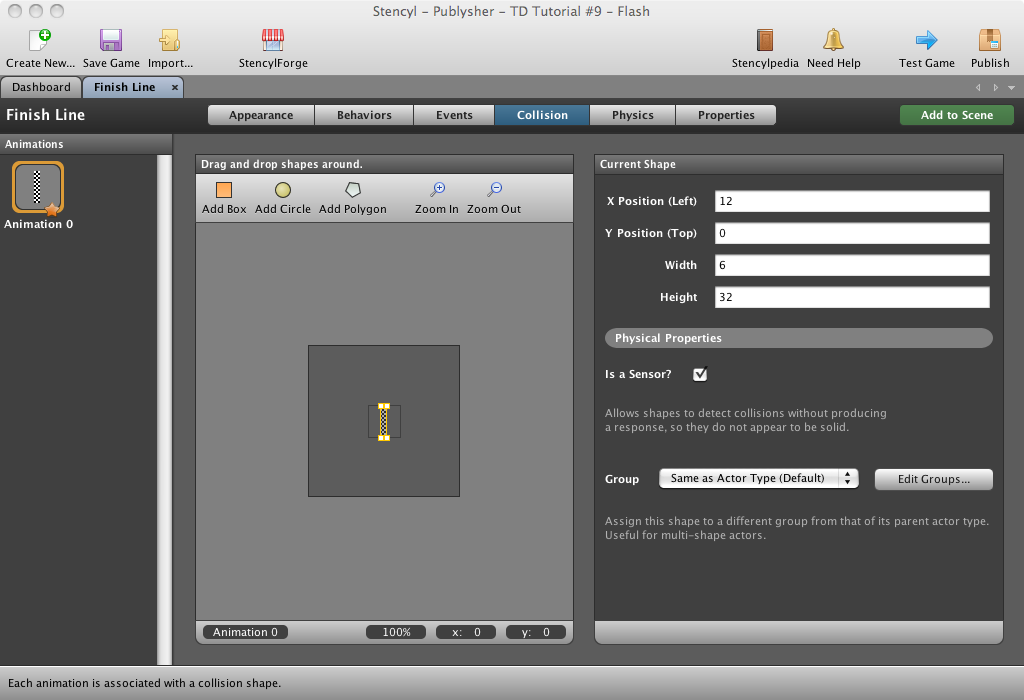 Stencyl - Publysher - TD Tutorial #9 - Flash
Create New... Save Game Import... StencylForge Stencylpedia Need Help Test Game Publish
Dashboard Finish Line ×
Finish Line Appearance Behaviors Events Collision Physics Properties Add to Scene
Animations
Animation 0
Drag and drop shapes around.
Add Box Add Circle Add Polygon Zoom In Zoom Out
Animation 0 100% x: 0 y: 0
Current Shape
X Position (Left) 12
Y Position (Top) 0
Width 6
Height 32
Physical Properties
Is a Sensor?
Allows shapes to detect collisions without producing
a response, so they do not appear to be solid.
Group Same as Actor Type (Default) Edit Groups...
Assign this shape to a different group from that of its parent actor type.
Useful for multi-shape actors.
Each animation is associated with a collision shape.